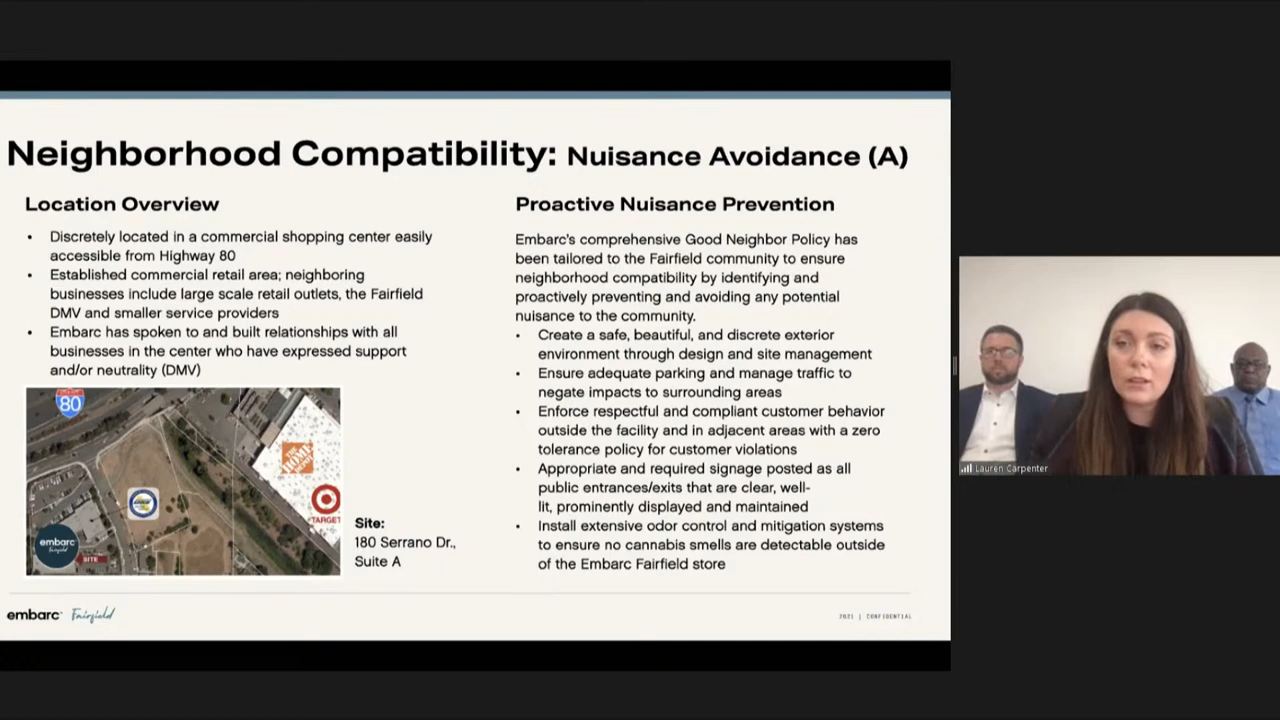 Neighborhood Compatibility: Nuisance Avoidance (A)
Location Overview
• Discretely located in a commercial shopping center easily
accessible from Highway 80
• Established commercial retail area; neighboring
businesses include large scale retail outlets, the Fairfield
DMV and smaller service providers
• Embarc has spoken to and built relationships with all
businesses in the center who have expressed support
and/or neutrality (DMV)
80
THE HOME DEPOT
TARGET
embarc
Fairfield
SITE
Site:
180 Serrano Dr.,
Suite A
Proactive Nuisance Prevention
Embarc's comprehensive Good Neighbor Policy has
been tailored to the Fairfield community to ensure
neighborhood compatibility by identifying and
proactively preventing and avoiding any potential
nuisance to the community.
• Create a safe, beautiful, and discrete exterior
environment through design and site management
• Ensure adequate parking and manage traffic to
negate impacts to surrounding areas
• Enforce respectful and compliant customer behavior
outside the facility and in adjacent areas with a zero
tolerance policy for customer violations
• Appropriate and required signage posted as all
public entrances/exits that are clear, well-
lit, prominently displayed and maintained
• Install extensive odor control and mitigation systems
to ensure no cannabis smells are detectable outside
of the Embarc Fairfield store
embarc Fairfield
2021 | CONFIDENTIAL
Lauren Carpenter